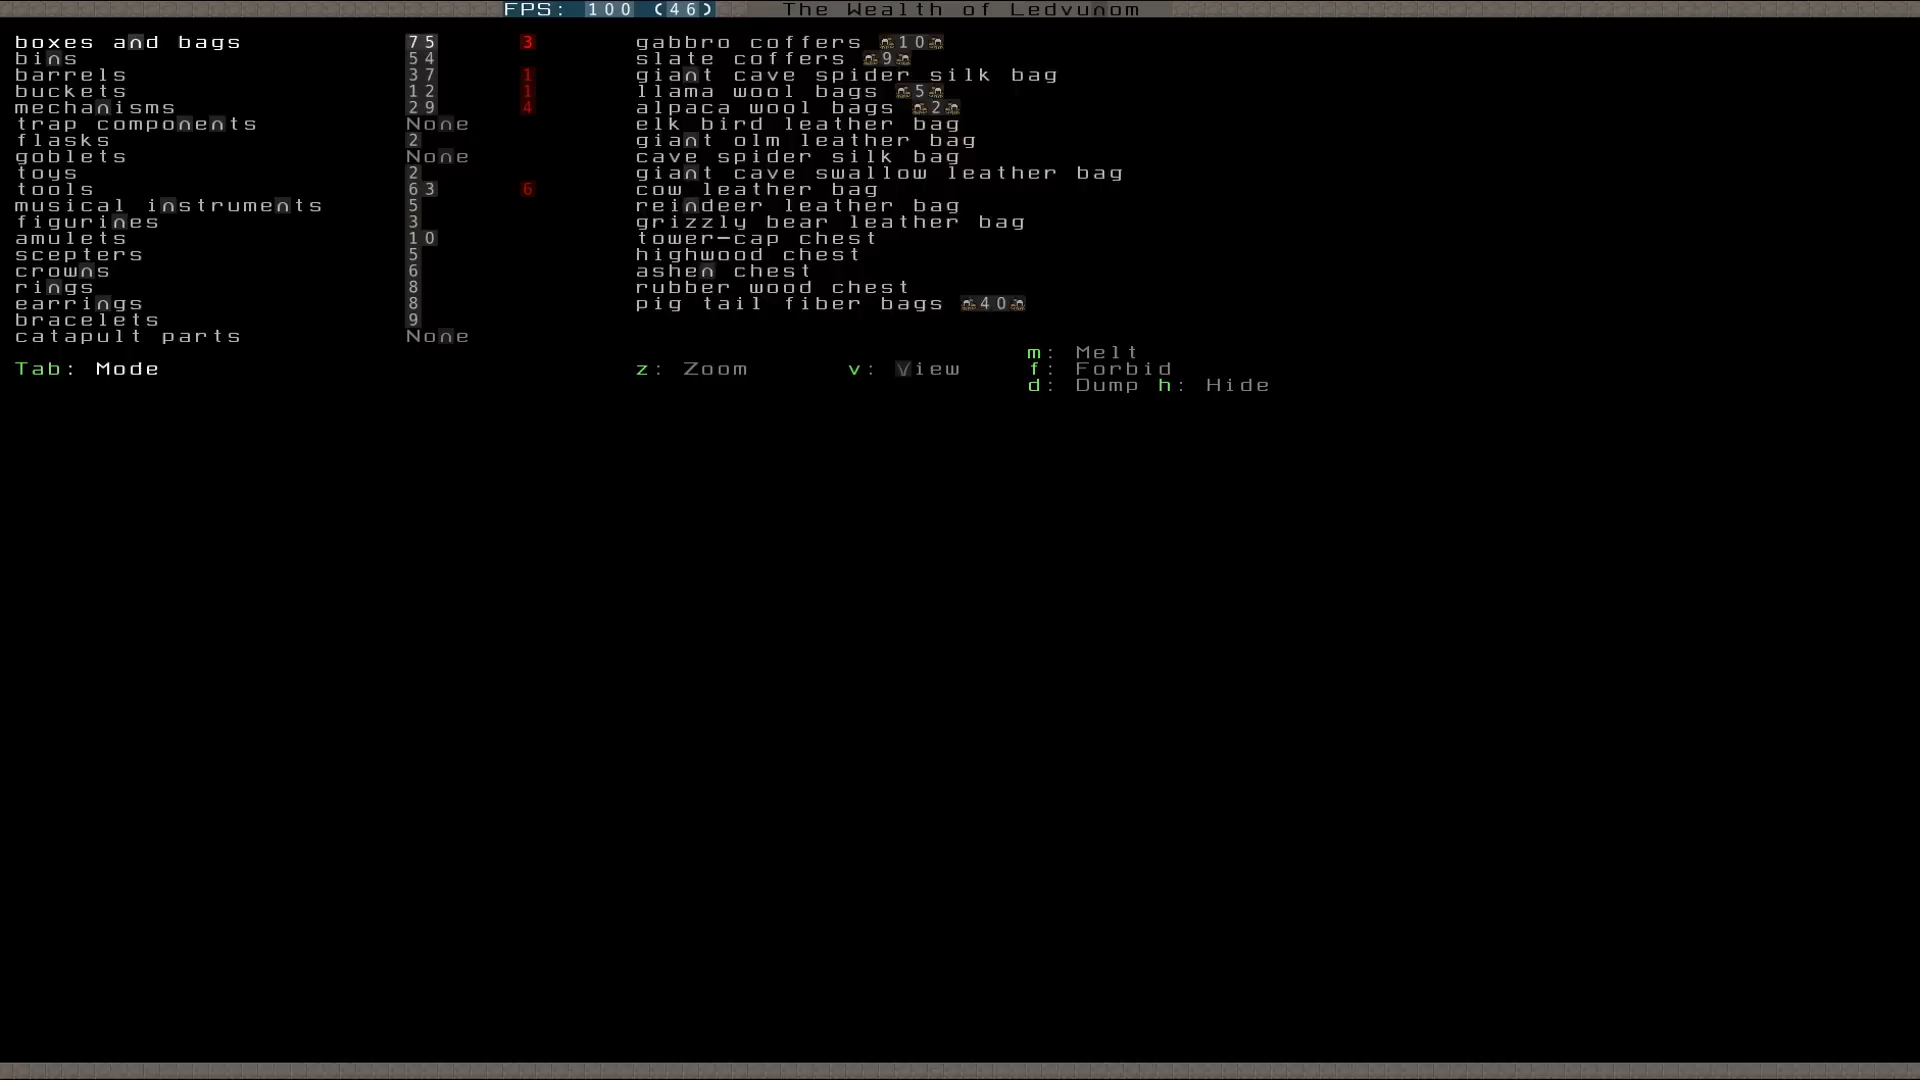 FPS: 100 (46) The Wealth of Ledvunom
boxes and bags 75 3
bins 54
barrels 37 1
buckets 12 1
mechanisms 29 4
trap components None
flasks 2
goblets None
toys 2
tools 63 6
musical instruments 5
figurines 3
amulets 10
scepters 5
crowns 6
rings 8
earrings 8
bracelets 9
catapult parts None
gabbro coffers 10
slate coffers 9
giant cave spider silk bag
llama wool bags 5
alpaca wool bags 2
elk bird leather bag
giant olm leather bag
cave spider silk bag
giant cave swallow leather bag
cow leather bag
reindeer leather bag
grizzly bear leather bag
tower-cap chest
highwood chest
ashen chest
rubber wood chest
pig tail fiber bags 40
Tab: Mode
z: Zoom
v: View
m: Melt
f: Forbid
d: Dump h: Hide